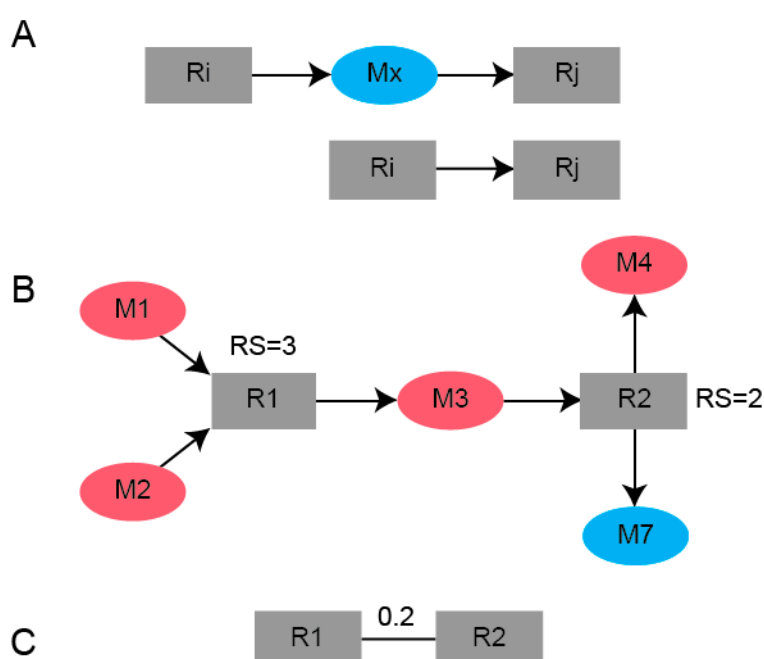 A
Ri Mx Rj
Ri Rj
B
M4
M1
RS=3
R1 M3 R2 RS=2
M2
M7
0.2
C
R1 R2